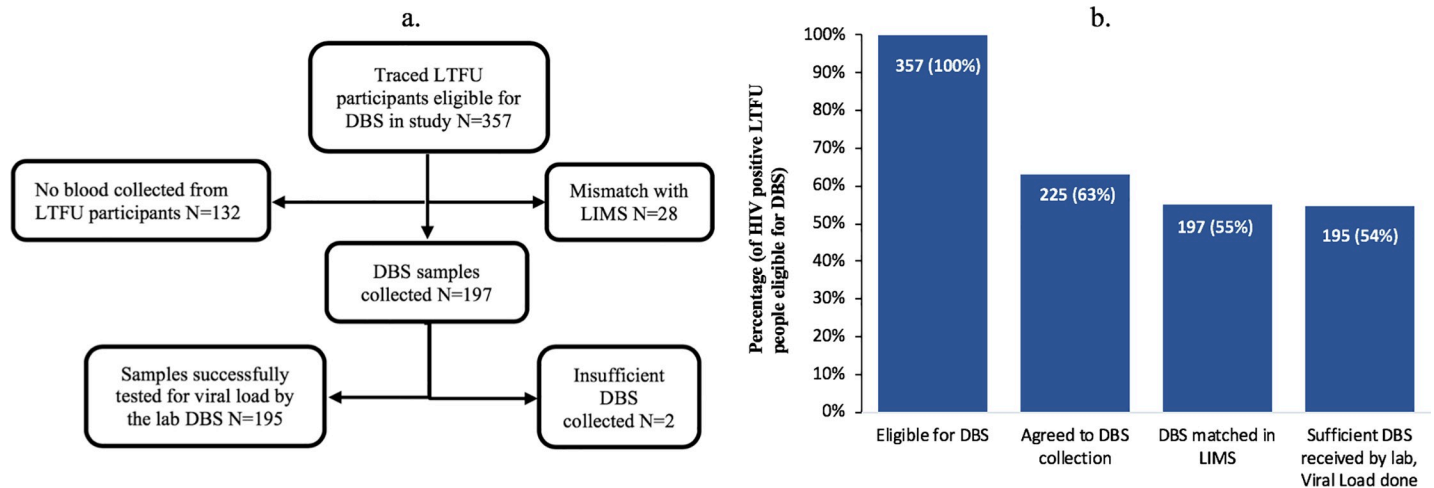 a.
Traced LTFU
participants eligible for
DBS in study N=357
No blood collected from
LTFU participants N=132
Mismatch with
LIMS N=28
DBS samples
collected N=197
Samples successfully
tested for viral load by
the lab DBS N=195
Insufficient
DBS
collected N=2
b.
Percentage (of HIV positive LTFU
people eligible for DBS)
100%
90%
80%
70%
60%
50%
40%
30%
20%
10%
0%
357 (100%)
225 (63%)
197 (55%)
195 (54%)
Eligible for DBS
Agreed to DBS
collection
DBS matched in
LIMS
Sufficient DBS
received by lab,
Viral Load done